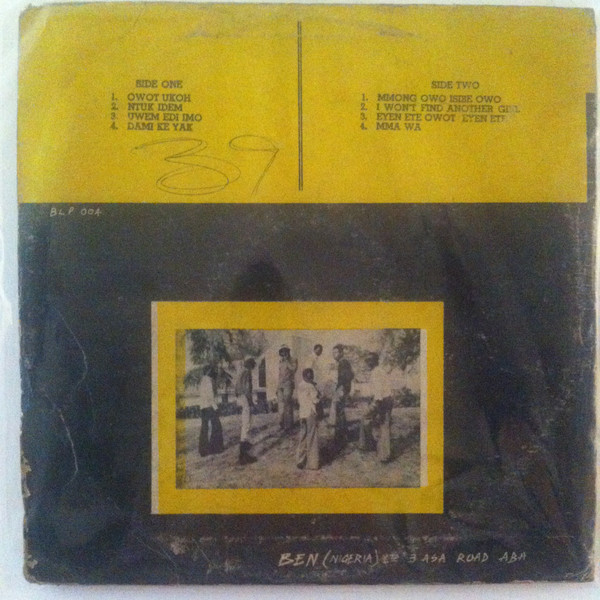 SIDE ONE
1. OWOT UKOH
2. NTUK IDEM
3. UWEM EDI IMO
4. DAMI KE YAK
39
SIDE TWO
1. MMONG OWO ISIBE OWO
2. I WON'T FIND ANOTHER GIRL
3. EYEN ETE OWOT EYEN ETE
4. MMA WA
BLP 004
BEN (NIGERIA) 3 ASA ROAD ABA